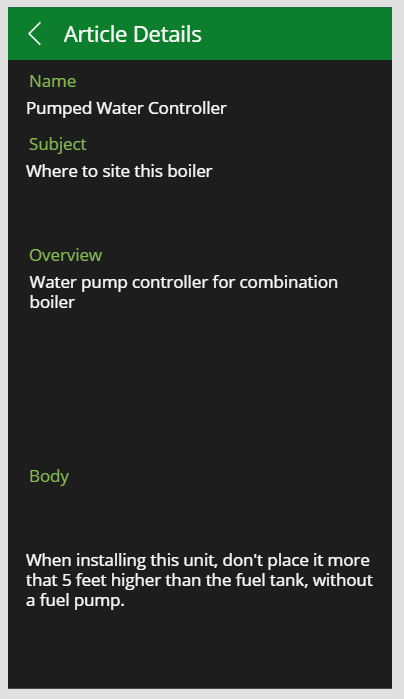 Article Details
Name
Pumped Water Controller
Subject
Where to site this boiler
Overview
Water pump controller for combination
boiler
Body
When installing this unit, don't place it more
that 5 feet higher than the fuel tank, without
a fuel pump.